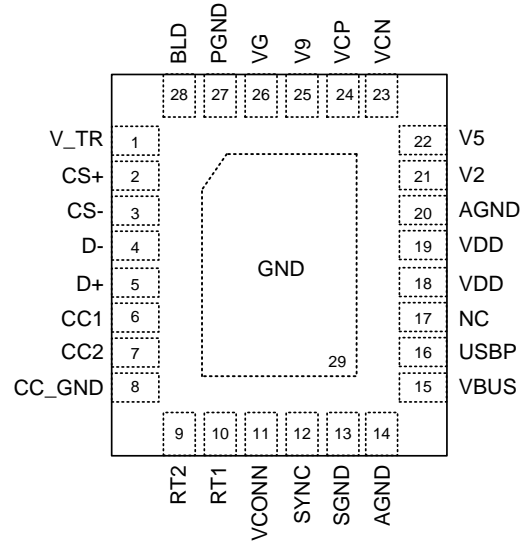 BLD PGND VG V9 VCP VCN
28 27 26 25 24 23
V_TR 1 22 V5
CS+ 2 21 V2
CS- 3 20 AGND
D- 4 19 VDD
D+ 5 18 VDD
CC1 6 17 NC
CC2 7 16 USBP
CC_GND 8 15 VBUS
GND
29
9 10 11 12 13 14
RT2 RT1 VCONN SYNC SGND AGND